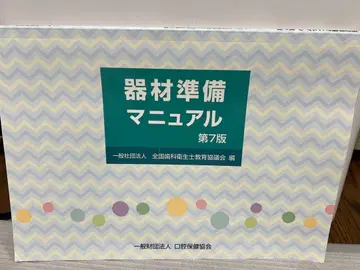 器材準備
マニュアル
第7版
一般社団法人 全国歯科衛生士教育協議会 編
一般財団法人 口腔保健協会